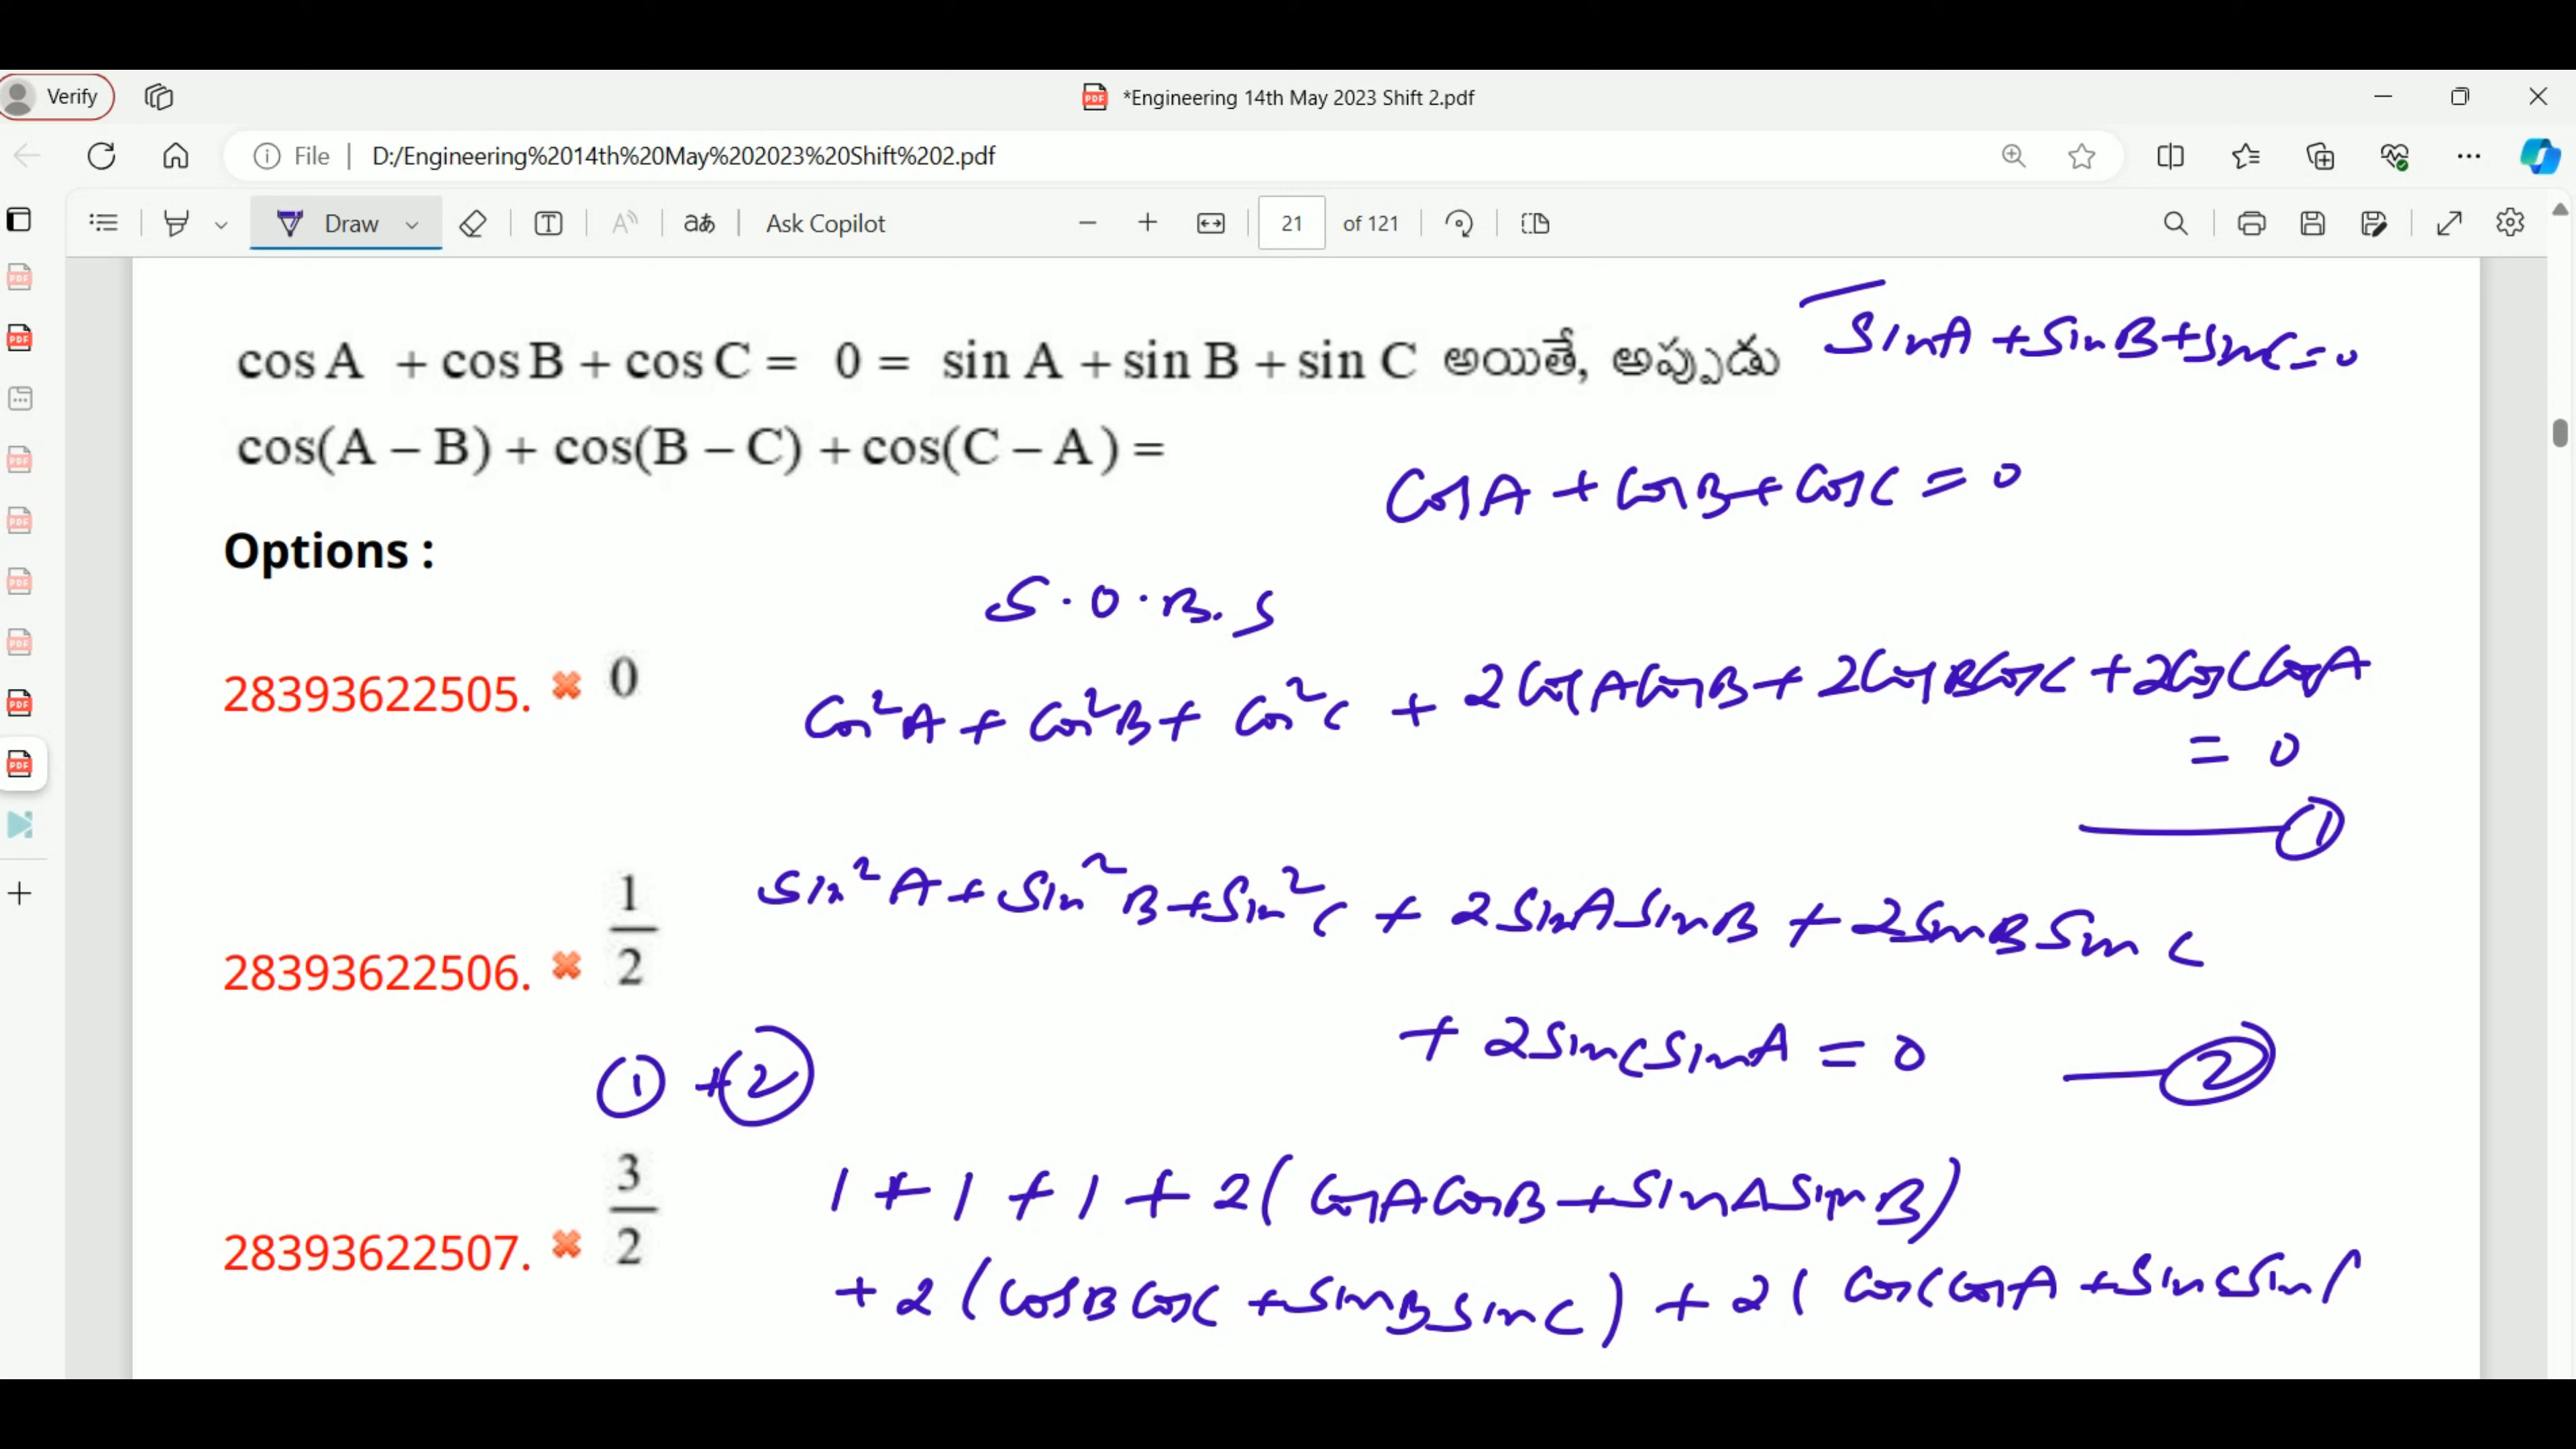 Verify
*Engineering 14th May 2023 Shift 2.pdf
File | D:/Engineering%2014th%20May%202023%20Shift%202.pdf
Draw
Ask Copilot
21 of 121
cos A + cos B + cos C = 0 = sin A + sin B + sin C అయితే, అప్పుడు
sinA + sinB + sinC = 0
cos(A – B) + cos(B – C) + cos(C – A) =
cosA + cosB + cosC = 0
Options :
S.O.B.S
28393622505. ✖ 0
cos²A + cos²B + cos²C + 2cosAcosB + 2cosBcosC + 2cosCcosA
= 0
①
sin²A + sin²B + sin²C + 2sinAsinB + 2sinBsinC
28393622506. ✖ 1/2
+ 2sinCsinA = 0 ②
① + ②
1 + 1 + 1 + 2(cosAcosB + sinAsinB)
28393622507. ✖ 3/2
+ 2(cosBcosC + sinBsinC) + 2(cosCcosA + sinCsin